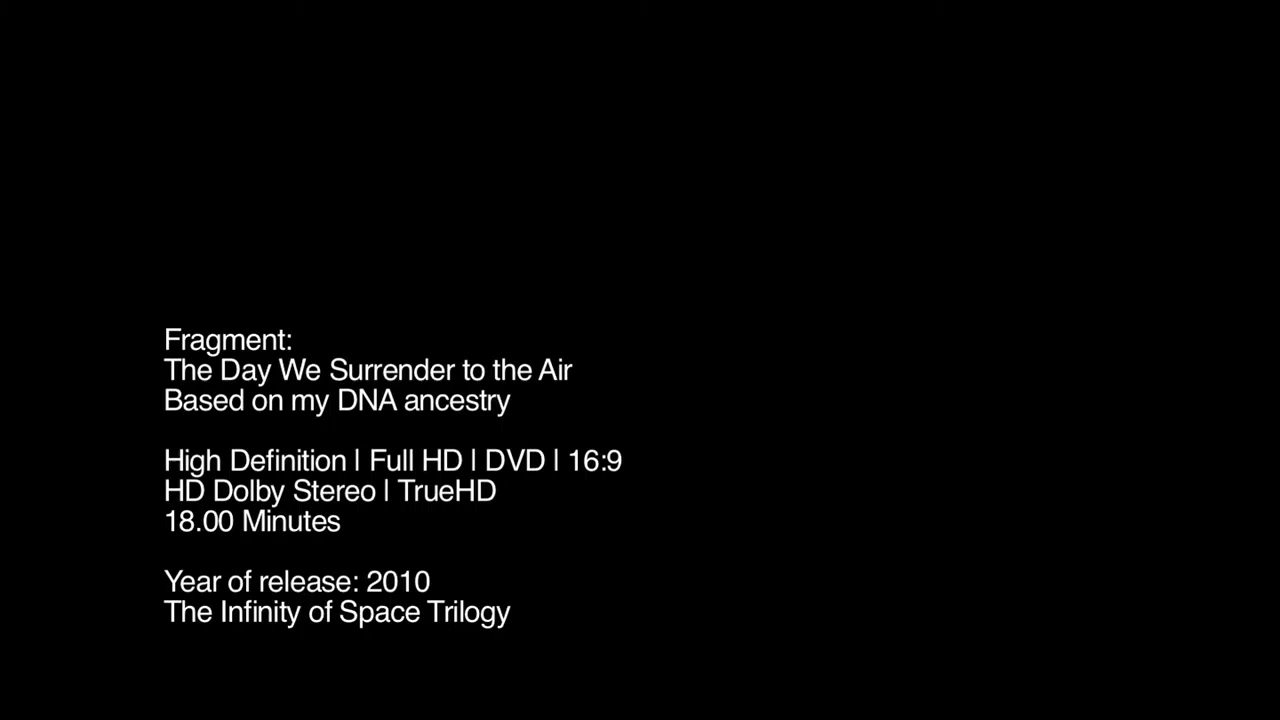 Fragment:
The Day We Surrender to the Air
Based on my DNA ancestry
High Definition | Full HD | DVD | 16:9
HD Dolby Stereo | TrueHD
18.00 Minutes
Year of release: 2010
The Infinity of Space Trilogy